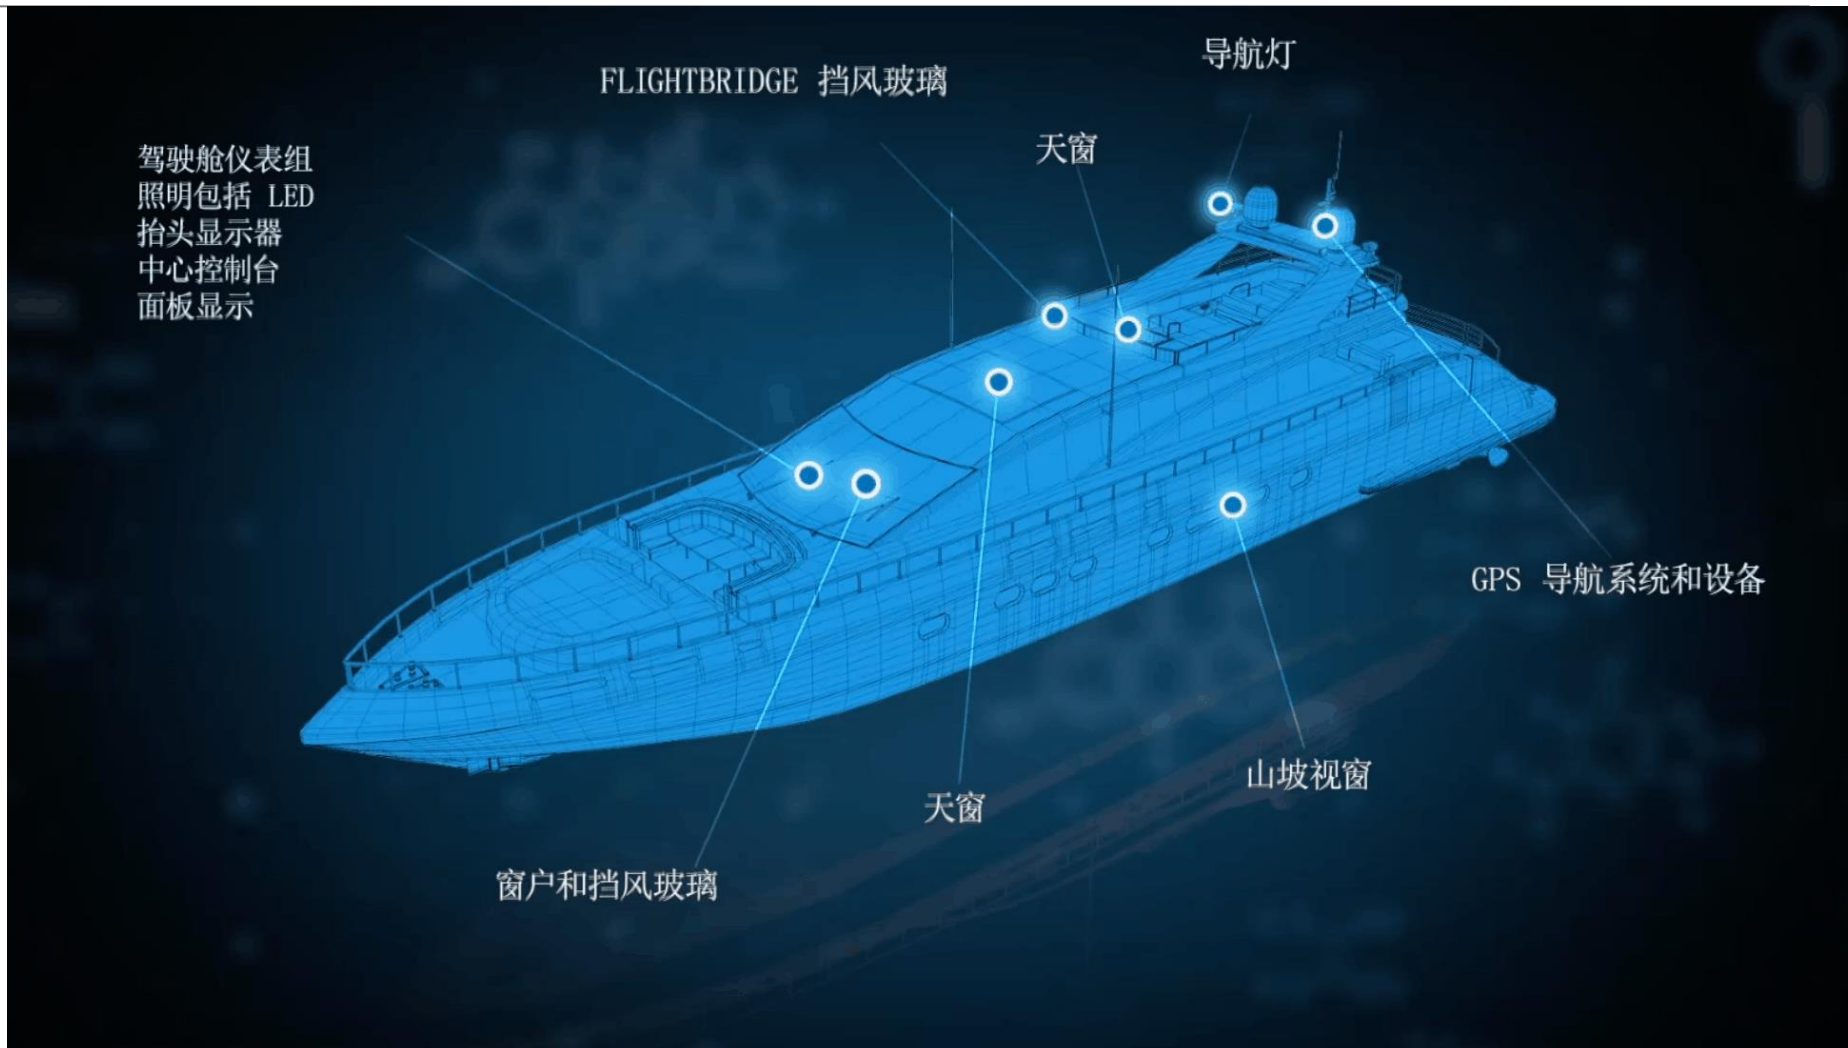 导航灯
FLIGHTBRIDGE 挡风玻璃
天窗
驾驶舱仪表组
照明包括 LED
抬头显示器
中心控制台
面板显示
GPS 导航系统和设备
山坡视窗
天窗
窗户和挡风玻璃